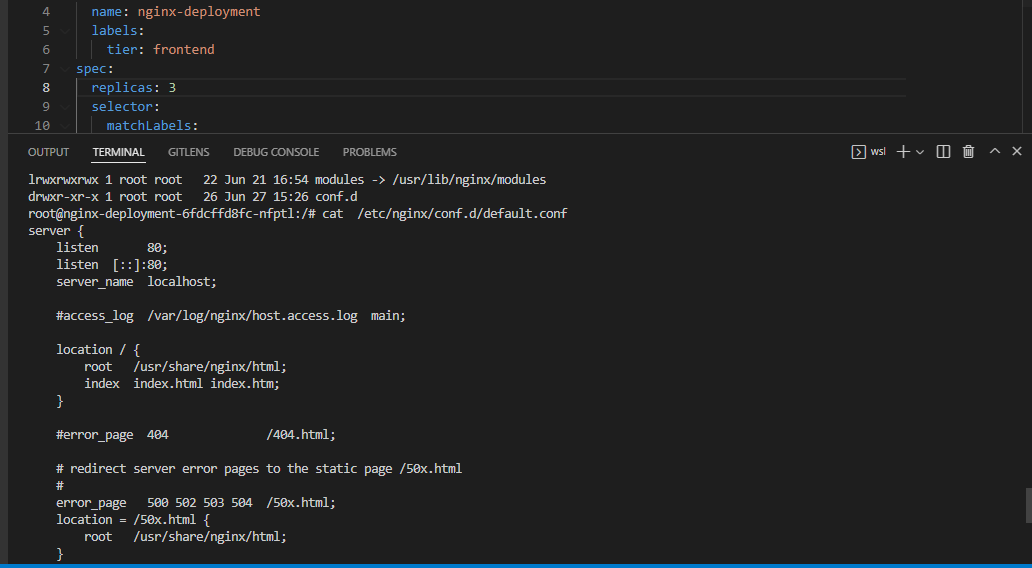 4 name: nginx-deployment
5 labels:
6 tier: frontend
7 spec:
8 replicas: 3
9 selector:
10 matchLabels:
OUTPUT TERMINAL GITLENS DEBUG CONSOLE PROBLEMS wsl
lrwxrwxrwx 1 root root   22 Jun 21 16:54 modules -> /usr/lib/nginx/modules
drwxr-xr-x 1 root root   26 Jun 27 15:26 conf.d
root@nginx-deployment-6fdcffd8fc-nfptl:/# cat  /etc/nginx/conf.d/default.conf
server {
    listen       80;
    listen  [::]:80;
    server_name  localhost;
    #access_log  /var/log/nginx/host.access.log  main;
    location / {
        root   /usr/share/nginx/html;
        index  index.html index.htm;
    }
    #error_page  404              /404.html;
    # redirect server error pages to the static page /50x.html
    #
    error_page   500 502 503 504  /50x.html;
    location = /50x.html {
        root   /usr/share/nginx/html;
    }